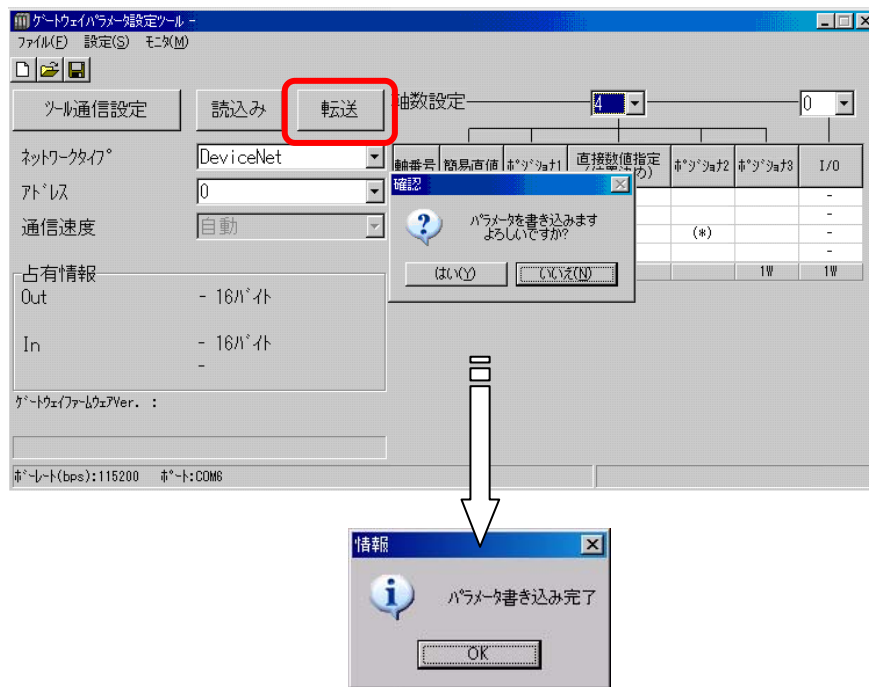 ゲートウェイパラメータ設定ツール -
ファイル(F) 設定(S) モニタ(M)
ツール通信設定 読込み 転送 軸数設定 4 0
ネットワークタイプ DeviceNet
アドレス 0
通信速度 自動
軸番号 簡易直値 ポジショナ1 直接数値指定 ポジショナ2 ポジショナ3 I/O
-
-
(*) -
-
1W 1W
確認
パラメータを書き込みます
よろしいですか?
はい(Y) いいえ(N)
占有情報
Out - 16バイト
In - 16バイト
-
ゲートウェイファームウェアVer. :
ボーレート(bps):115200 ポート:COM6
情報
パラメータ書き込み完了
OK